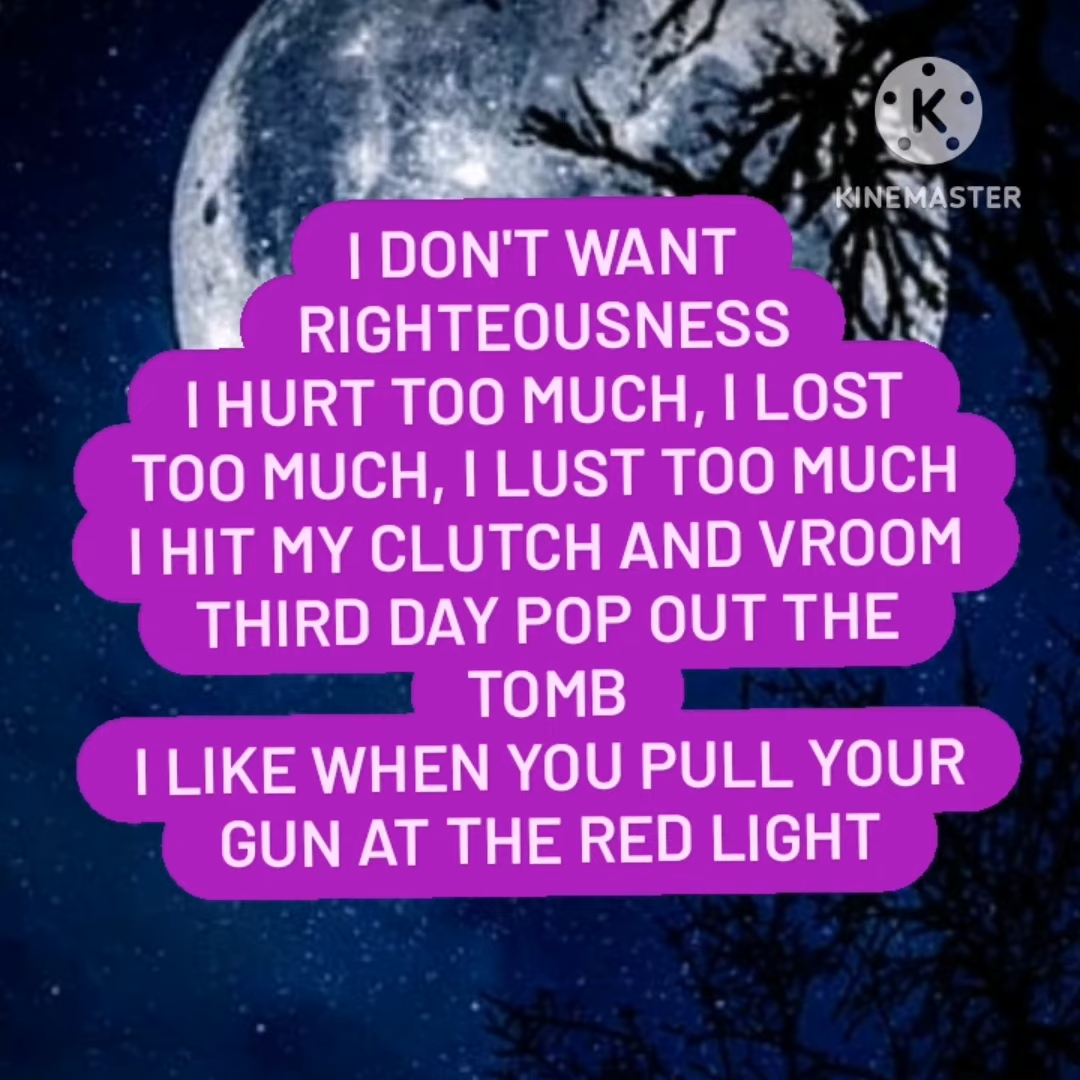 K
KINEMASTER
I DON'T WANT
RIGHTEOUSNESS
I HURT TOO MUCH, I LOST
TOO MUCH, I LUST TOO MUCH
I HIT MY CLUTCH AND VROOM
THIRD DAY POP OUT THE
TOMB
I LIKE WHEN YOU PULL YOUR
GUN AT THE RED LIGHT